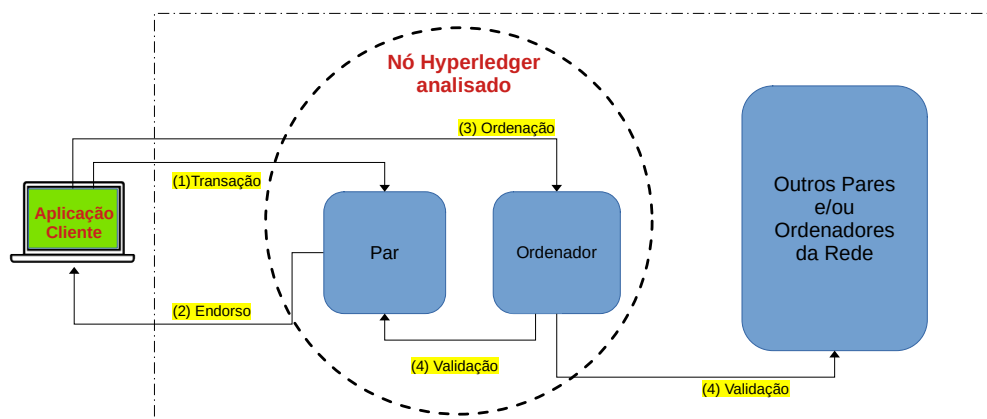 Nó Hyperledger
analisado
(3) Ordenação
(1)Transação
Aplicação
Cliente
Par
Ordenador
Outros Pares
e/ou
Ordenadores
da Rede
(2) Endorso
(4) Validação
(4) Validação